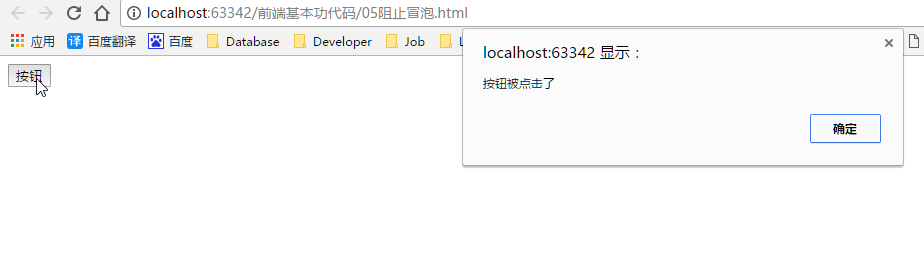 localhost:63342/前端基本功代码/05阻止冒泡.html
应用 译 百度翻译 百度 Database Developer Job L
按钮
localhost:63342 显示：
按钮被点击了
确定